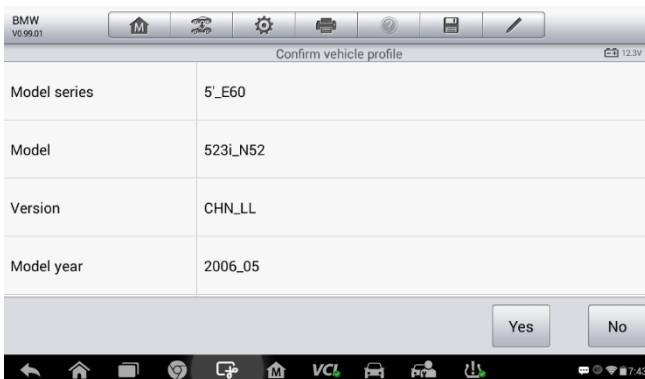 BMW
V0.99.01
M
?
Confirm vehicle profile
12.3V
Model series 5'_E60
Model 523i_N52
Version CHN_LL
Model year 2006_05
Yes No
M VCI 7:43